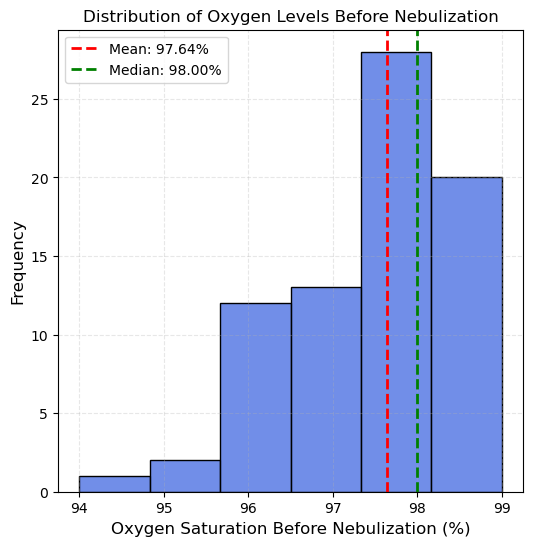 Distribution of Oxygen Levels Before Nebulization
Mean: 97.64%
Median: 98.00%
Frequency
25
20
15
10
5
0
94 95 96 97 98 99
Oxygen Saturation Before Nebulization (%)